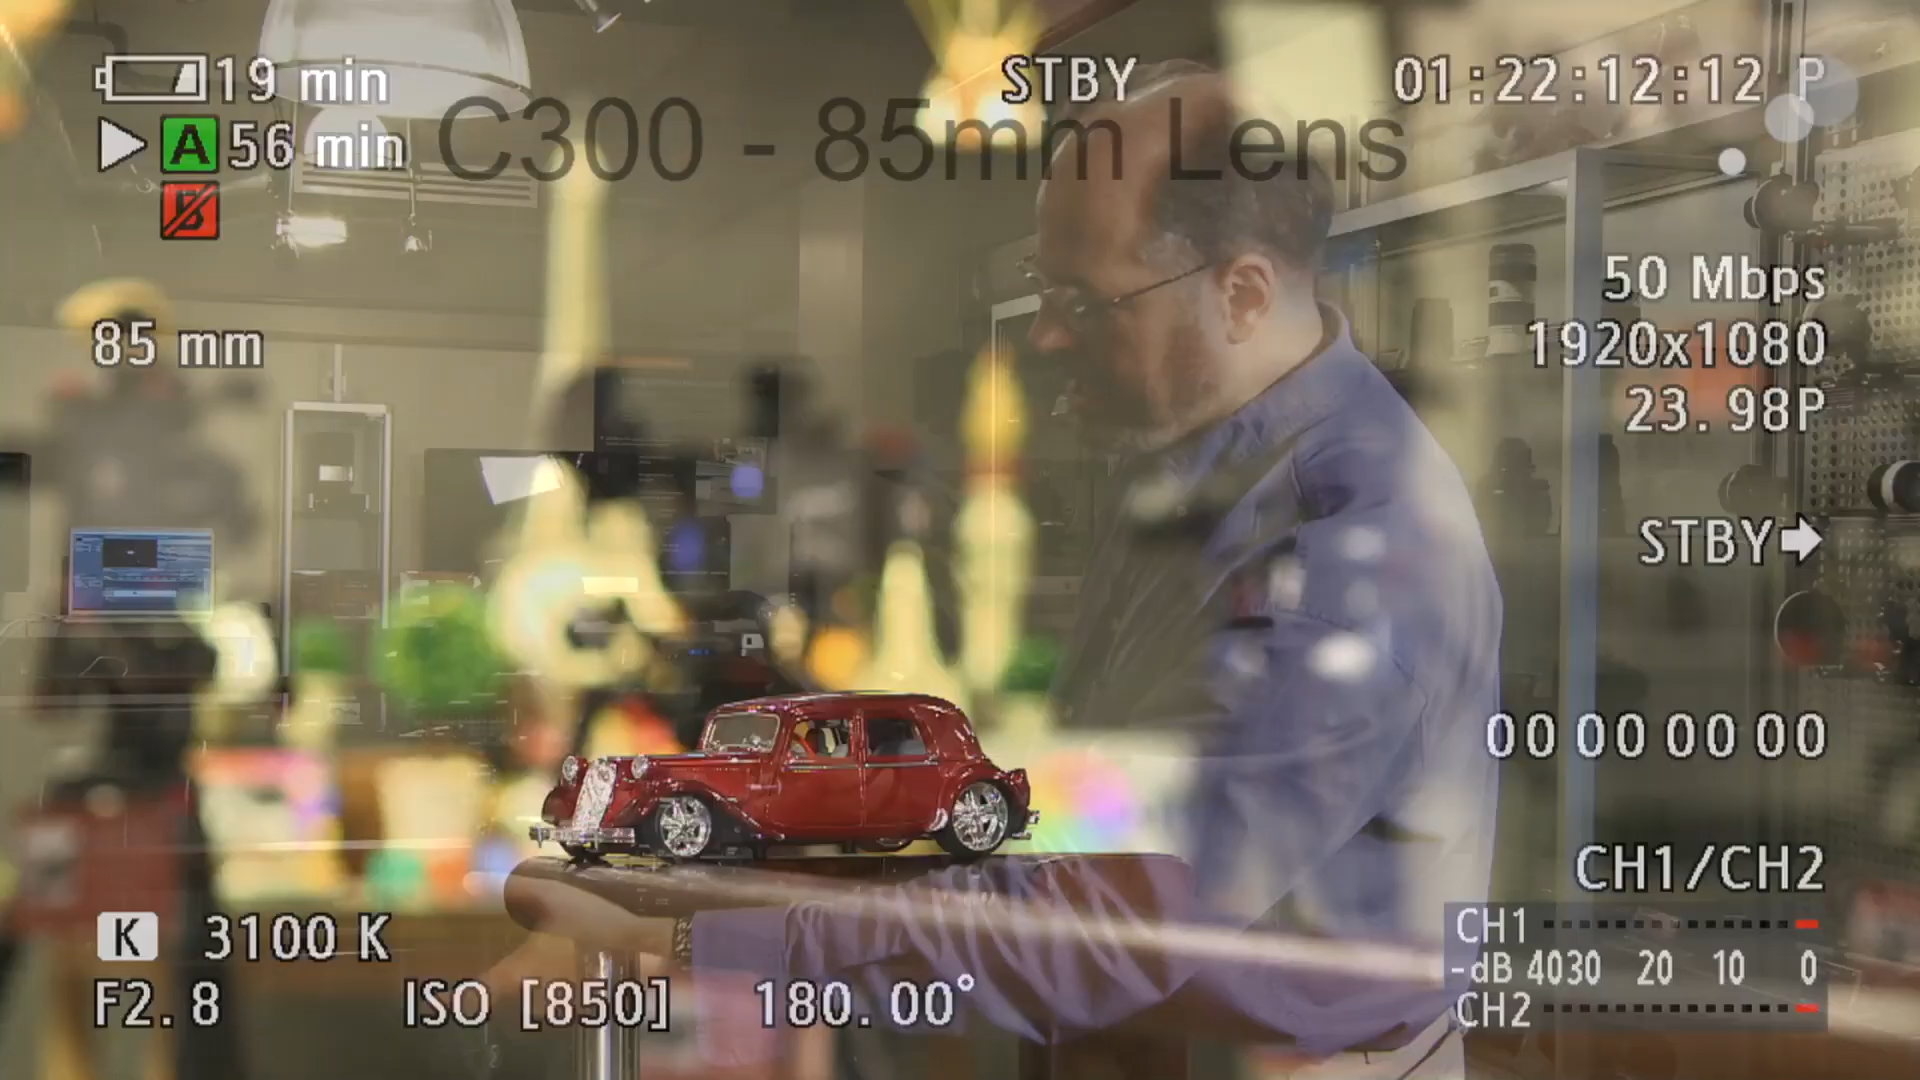 19 min
STBY
01:22:12:12 P
A 56 min
C300 - 85mm Lens
B
50 Mbps
85 mm
1920x1080
23.98P
STBY
00 00 00 00
CH1/CH2
K 3100 K
CH1
-dB 4030 20 10 0
F2.8 ISO [850] 180.00°
CH2